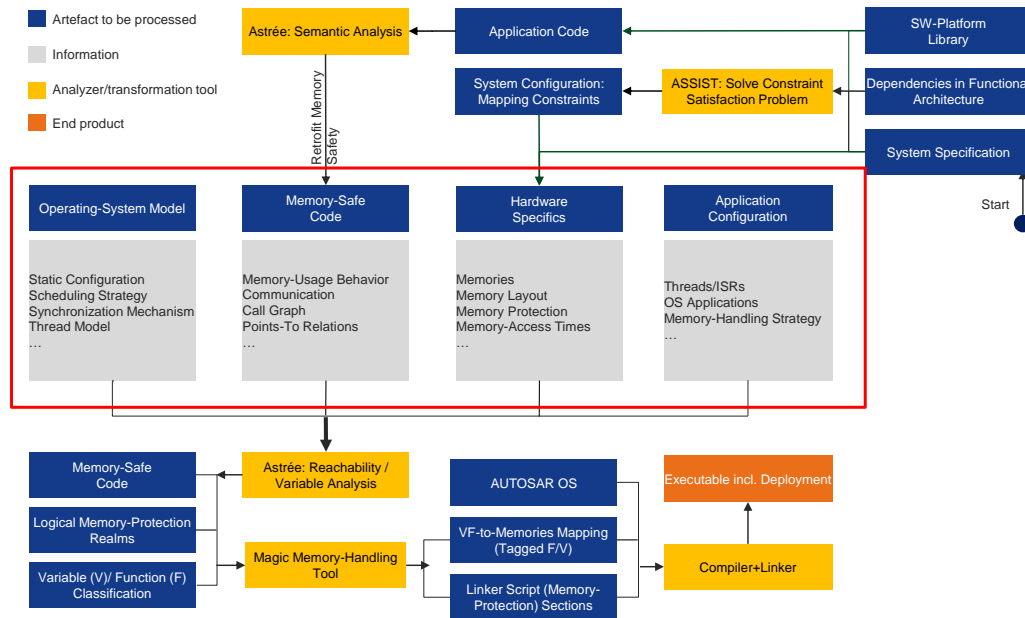 Artefact to be processed
Information
Analyzer/transformation tool
End product
Astrée: Semantic Analysis
Application Code
SW-Platform
Library
System Configuration:
Mapping Constraints
ASSIST: Solve Constraint
Satisfaction Problem
Dependencies in Functional
Architecture
System Specification
Start
Retrofit Memory
Safety
Operating-System Model
Static Configuration
Scheduling Strategy
Synchronization Mechanism
Thread Model
…
Memory-Safe
Code
Memory-Usage Behavior
Communication
Call Graph
Points-To Relations
…
Hardware
Specifics
Memories
Memory Layout
Memory Protection
Memory-Access Times
…
Application
Configuration
Threads/ISRs
OS Applications
Memory-Handling Strategy
…
Memory-Safe
Code
Logical Memory-Protection
Realms
Variable (V)/ Function (F)
Classification
Astrée: Reachability /
Variable Analysis
Magic Memory-Handling
Tool
AUTOSAR OS
VF-to-Memories Mapping
(Tagged F/V)
Linker Script (Memory-
Protection) Sections
Executable incl. Deployment
Compiler+Linker